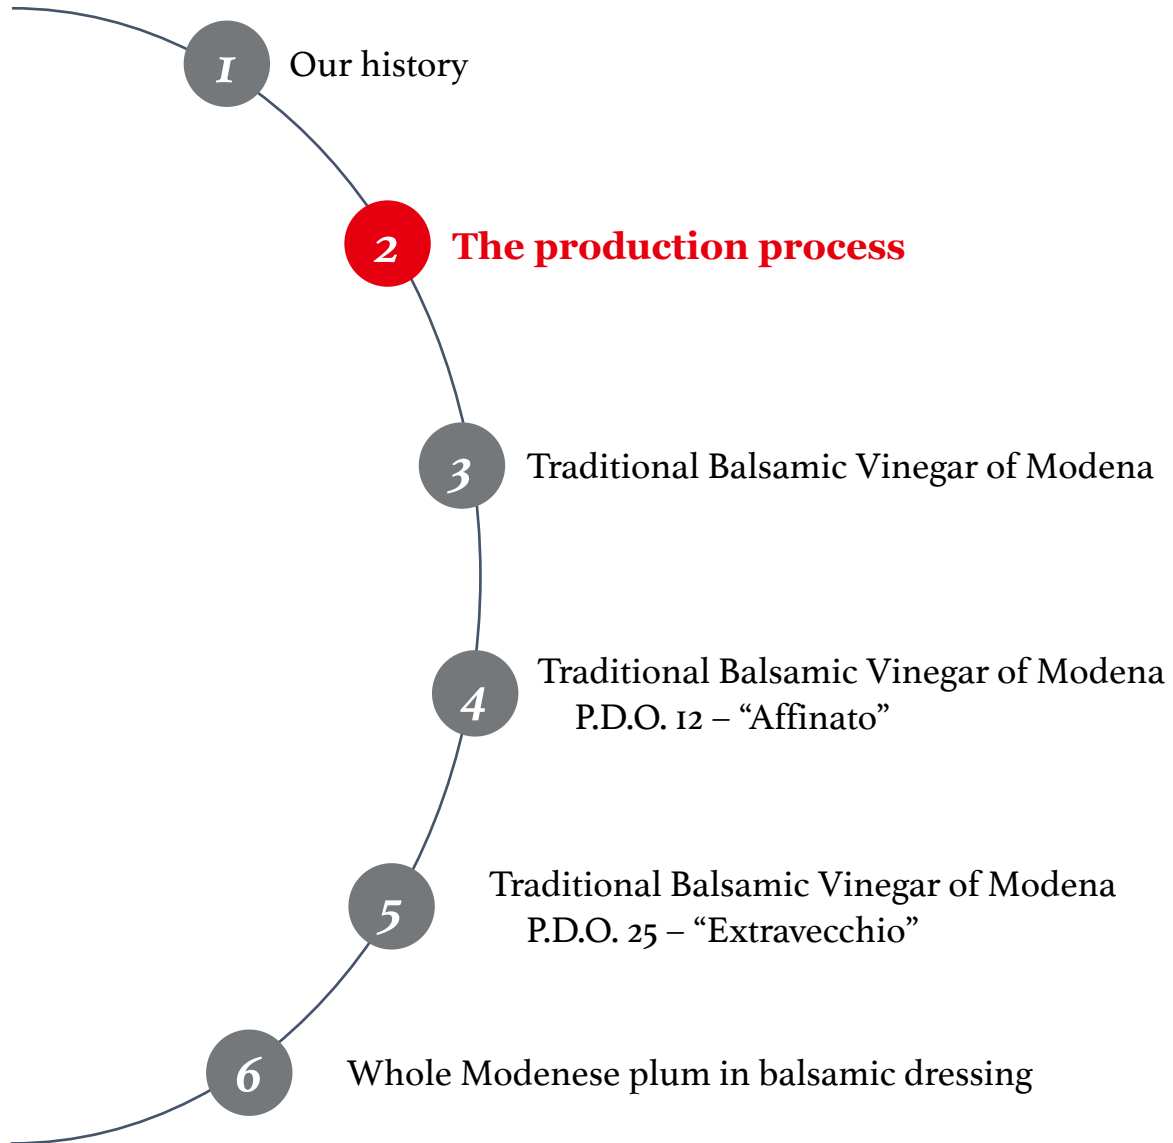 1 Our history
2 The production process
3 Traditional Balsamic Vinegar of Modena
4 Traditional Balsamic Vinegar of Modena
P.D.O. 12 – “Affinato”
5 Traditional Balsamic Vinegar of Modena
P.D.O. 25 – “Extravecchio”
6 Whole Modenese plum in balsamic dressing